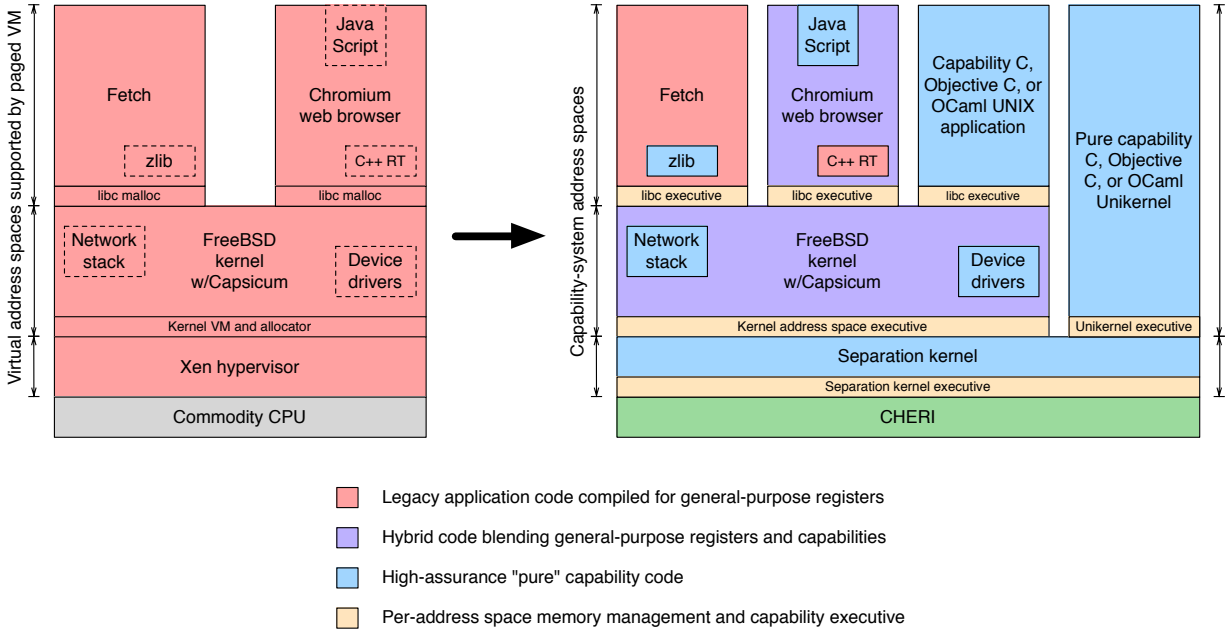 Virtual address spaces supported by paged VM
Java
Script
Fetch
Chromium
web browser
zlib
C++ RT
libc malloc
libc malloc
Network
stack
FreeBSD
kernel
w/Capsicum
Device
drivers
Kernel VM and allocator
Xen hypervisor
Commodity CPU
Capability-system address spaces
Java
Script
Fetch
Chromium
web browser
Capability C,
Objective C, or
OCaml UNIX
application
zlib
C++ RT
libc executive
libc executive
libc executive
Pure capability
C, Objective
C, or OCaml
Unikernel
Network
stack
FreeBSD
kernel
w/Capsicum
Device
drivers
Kernel address space executive
Unikernel executive
Separation kernel
Separation kernel executive
CHERI
Legacy application code compiled for general-purpose registers
Hybrid code blending general-purpose registers and capabilities
High-assurance "pure" capability code
Per-address space memory management and capability executive